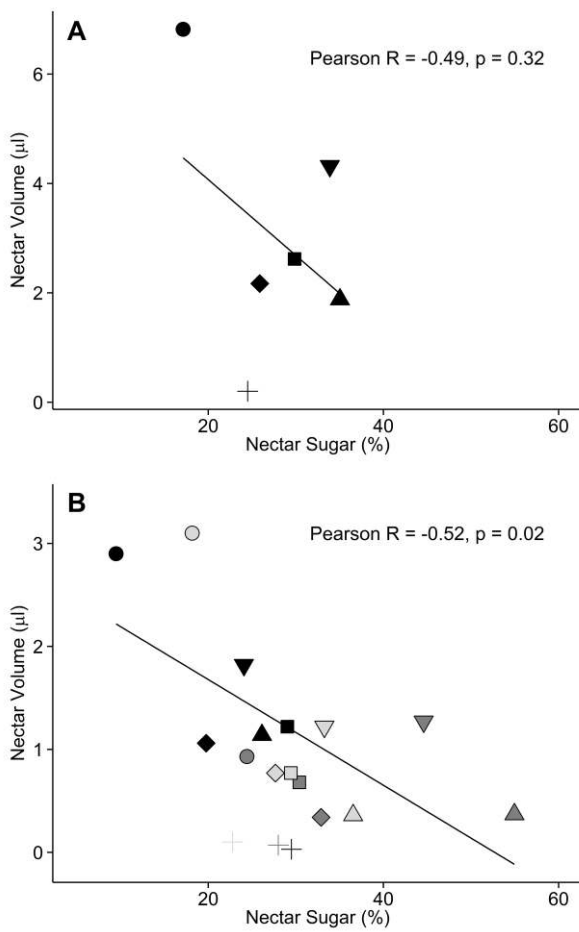 A
Pearson R = -0.49, p = 0.32
Nectar Volume (μl)
6
4
2
0
20 40 60
Nectar Sugar (%)
B
Pearson R = -0.52, p = 0.02
Nectar Volume (μl)
3
2
1
0
20 40 60
Nectar Sugar (%)